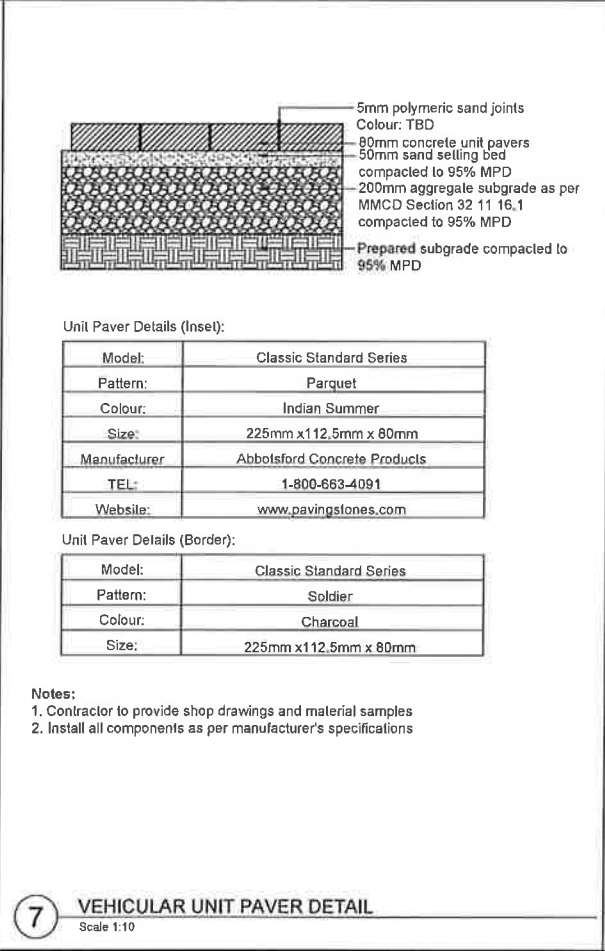 5mm polymeric sand joints
Colour: TBD
80mm concrete unit pavers
50mm sand setting bed
compacted to 95% MPD
200mm aggregate subgrade as per
MMCD Section 32 11 16.1
compacted to 95% MPD
Prepared subgrade compacted to
95% MPD
Unit Paver Details (Inset):
Model: Classic Standard Series
Pattern: Parquet
Colour: Indian Summer
Size: 225mm x112.5mm x 80mm
Manufacturer Abbotsford Concrete Products
TEL: 1-800-663-4091
Website: www.pavingstones.com
Unit Paver Details (Border):
Model: Classic Standard Series
Pattern: Soldier
Colour: Charcoal
Size: 225mm x112.5mm x 80mm
Notes:
1. Contractor to provide shop drawings and material samples
2. Install all components as per manufacturer's specifications
7 VEHICULAR UNIT PAVER DETAIL
Scale 1:10